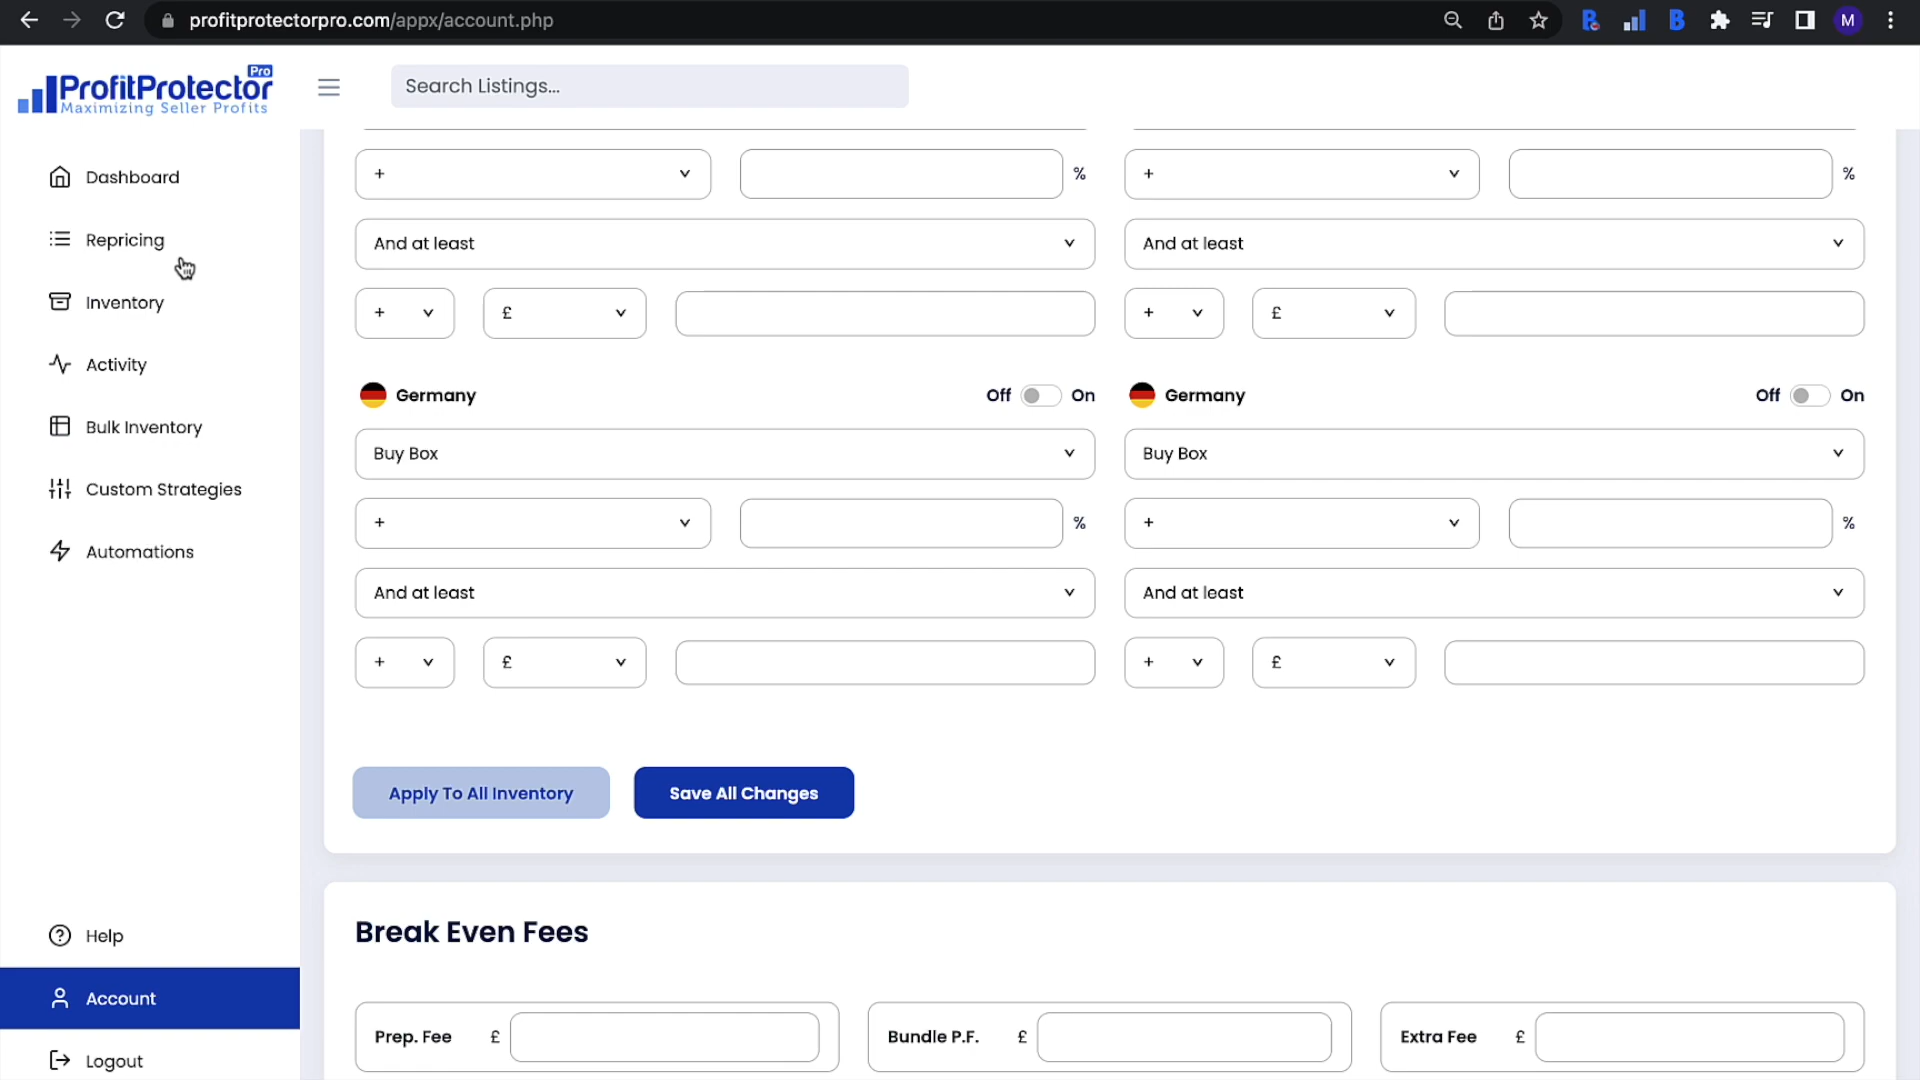 profitprotectorpro.com/appx/account.php
M
ProfitProtector Pro
Maximizing Seller Profits
Search Listings...
Dashboard
Repricing
Inventory
Activity
Bulk Inventory
Custom Strategies
Automations
Help
Account
Logout
+ % + %
And at least And at least
+ £ + £
Germany Off On Germany Off On
Buy Box Buy Box
+ % + %
And at least And at least
+ £ + £
Apply To All Inventory Save All Changes
Break Even Fees
Prep. Fee £ Bundle P.F. £ Extra Fee £